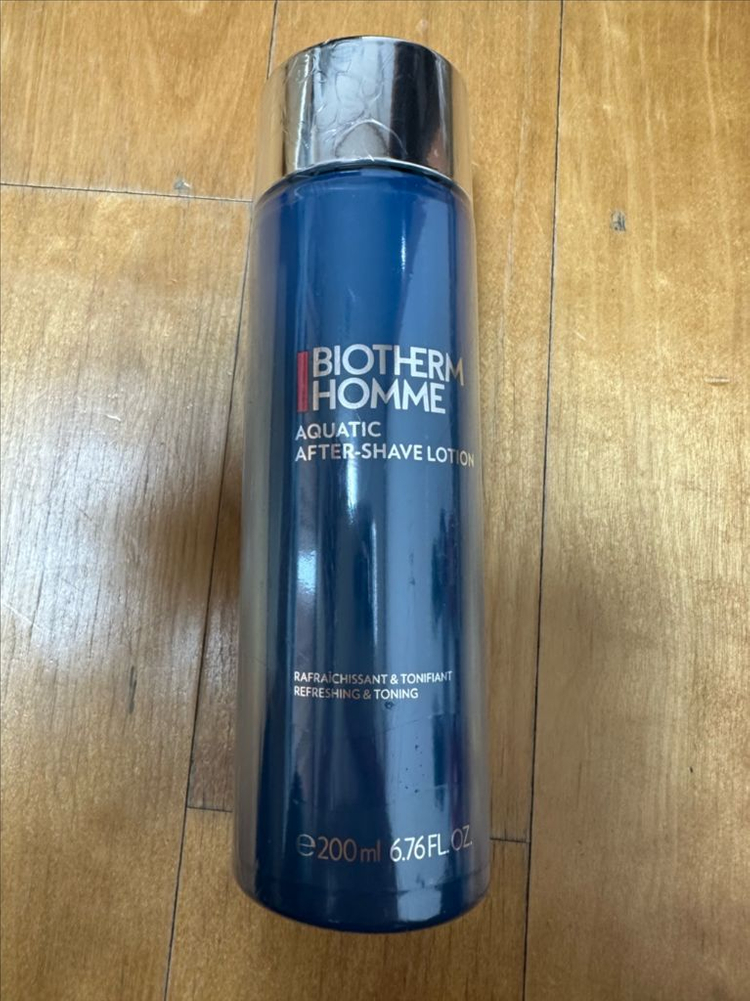 BIOTHERM
HOMME
AQUATIC
AFTER-SHAVE LOTION
RAFRAÎCHISSANT & TONIFIANT
REFRESHING & TONING
℮200 ml 6.76 FL. OZ.